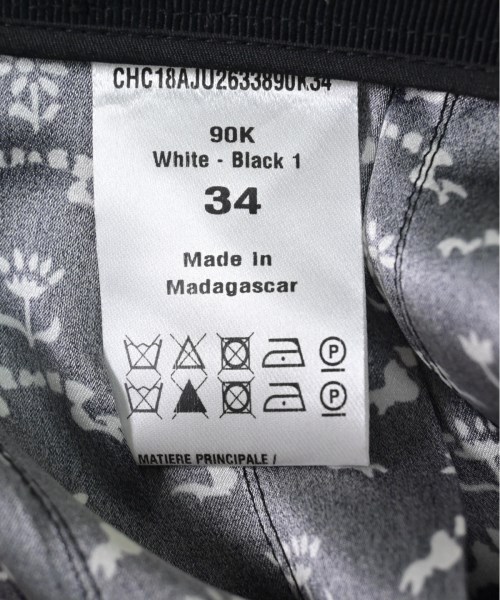 CHC18AJU2633890K34
90K
White - Black 1
34
Made in
Madagascar
P
P
MATIERE PRINCIPALE /